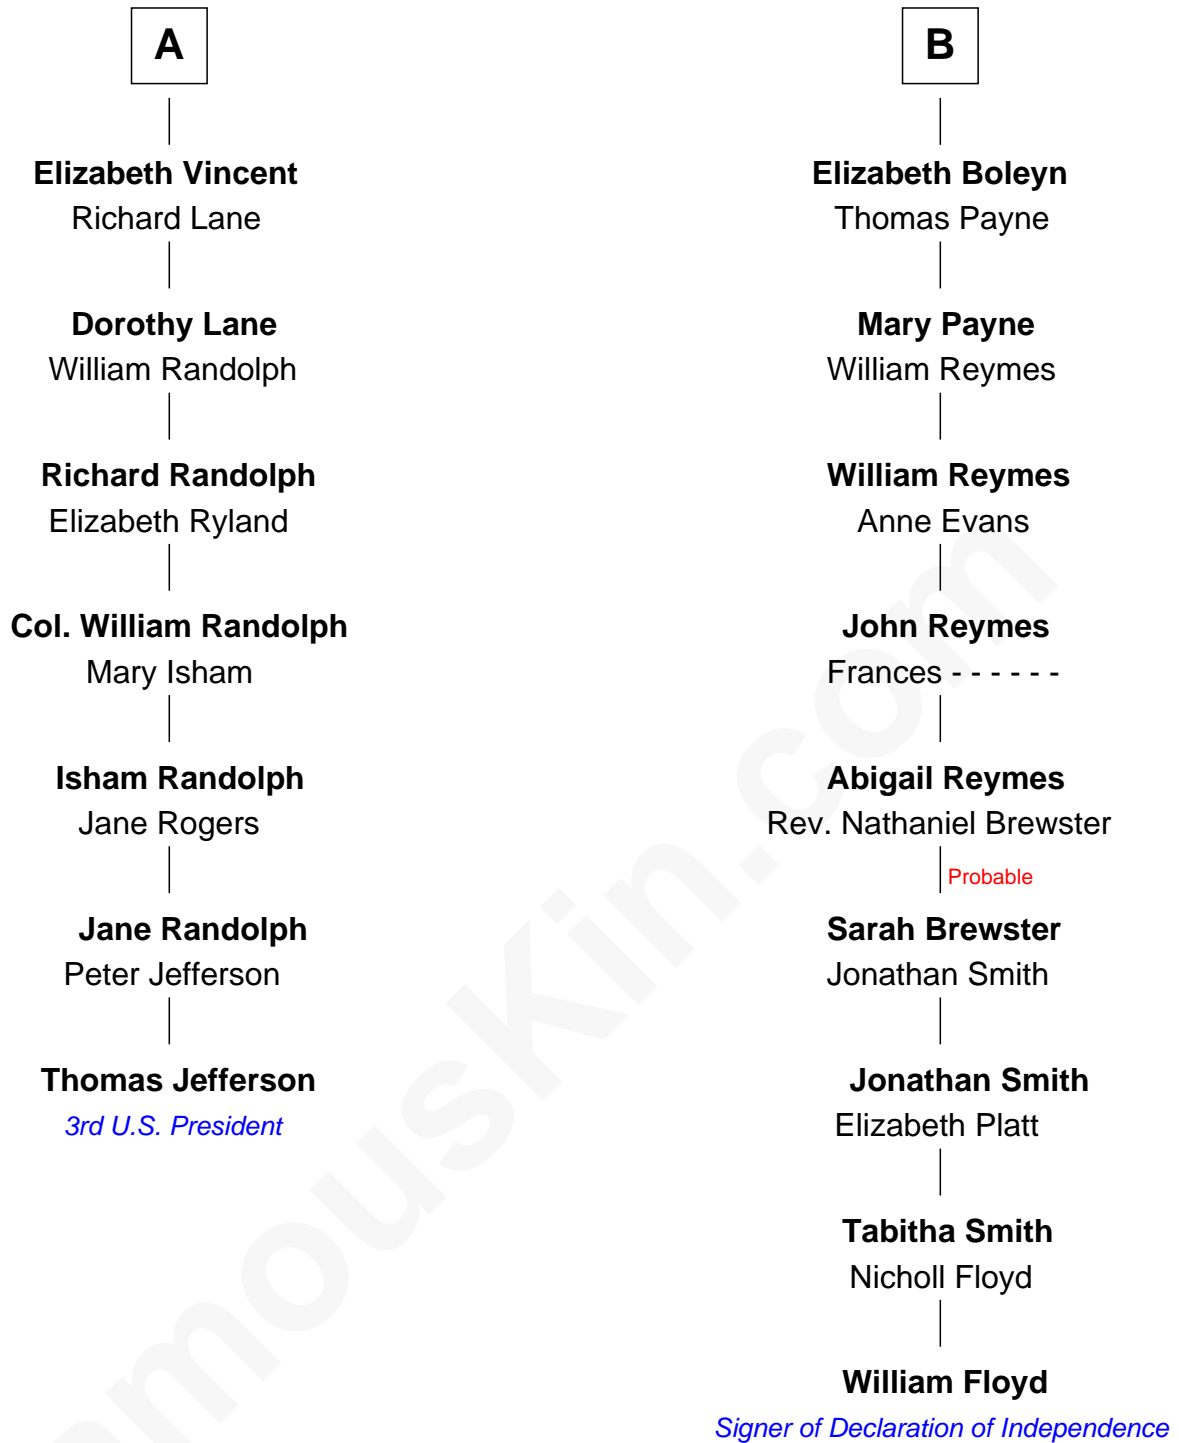 A
Elizabeth Vincent
Richard Lane
Dorothy Lane
William Randolph
Richard Randolph
Elizabeth Ryland
Col. William Randolph
Mary Isham
Isham Randolph
Jane Rogers
Jane Randolph
Peter Jefferson
Thomas Jefferson
3rd U.S. President
B
Elizabeth Boleyn
Thomas Payne
Mary Payne
William Reymes
William Reymes
Anne Evans
John Reymes
Frances - - - - - -
Abigail Reymes
Rev. Nathaniel Brewster
Probable
Sarah Brewster
Jonathan Smith
Jonathan Smith
Elizabeth Platt
Tabitha Smith
Nicholl Floyd
William Floyd
Signer of Declaration of Independence
amouskin.com